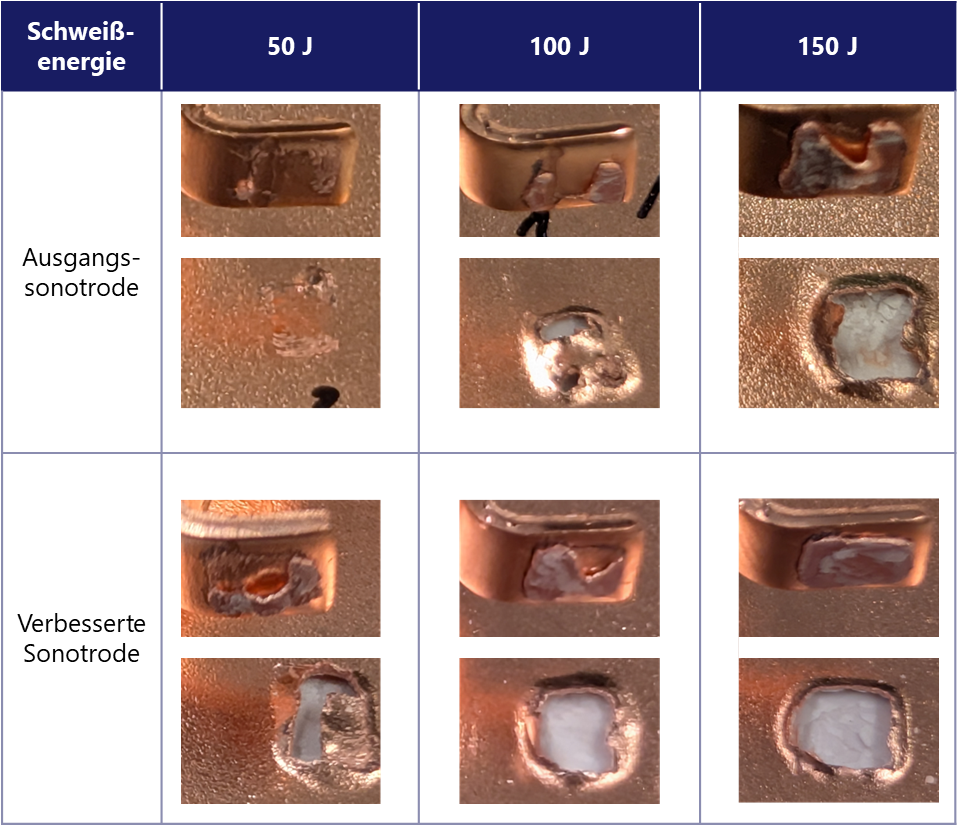 Schweiß-
energie
50 J
100 J
150 J
Ausgangs-
sonotrode
Verbesserte
Sonotrode